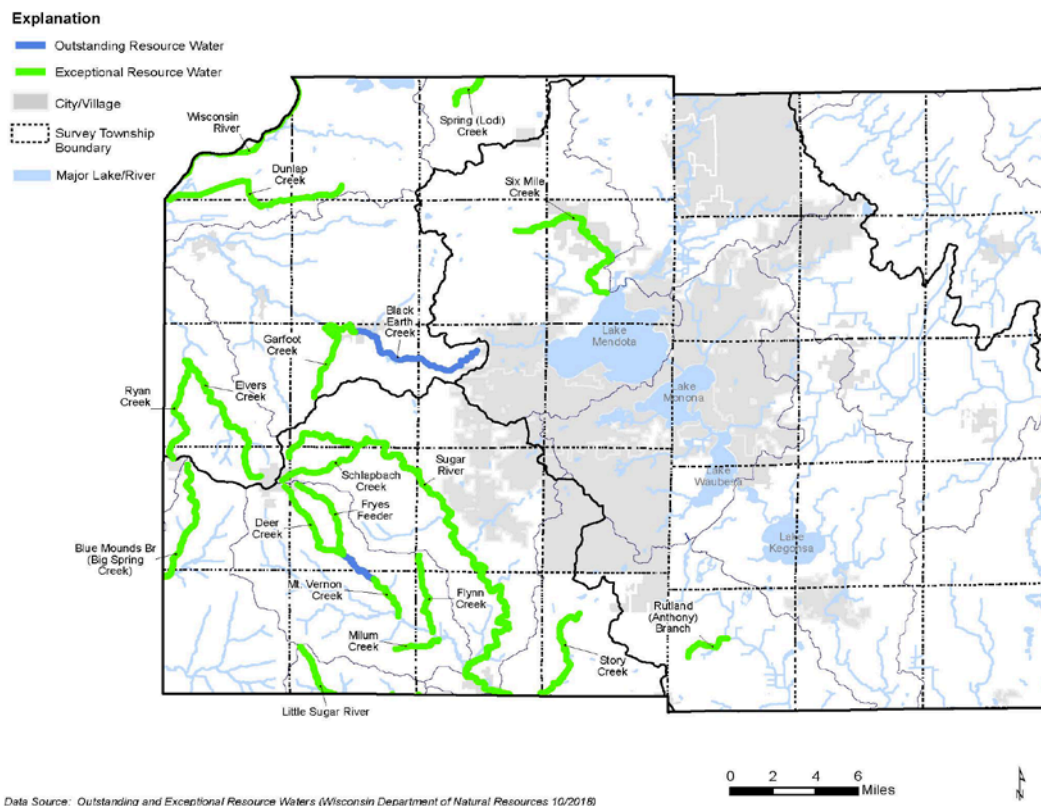 Explanation
Outstanding Resource Water
Exceptional Resource Water
City/Village
Survey Township
Boundary
Major Lake/River
Wisconsin
River
Dunlap
Creek
Spring (Lodi)
Creek
Six Mile
Creek
Black
Earth
Creek
Garfoot
Creek
Lake
Mendota
Lake
Monona
Ryan
Creek
Elvers
Creek
Sugar
River
Schlapbach
Creek
Lake
Waubesa
Fryes
Feeder
Deer
Creek
Lake
Kegonsa
Blue Mounds Br
(Big Spring
Creek)
Mt. Vernon
Creek
Flynn
Creek
Rutland
(Anthony)
Branch
Milum
Creek
Story
Creek
Little Sugar River
N
0 2 4 6
Miles
Data Source: Outstanding and Exceptional Resource Waters (Wisconsin Department of Natural Resources 10/2016)